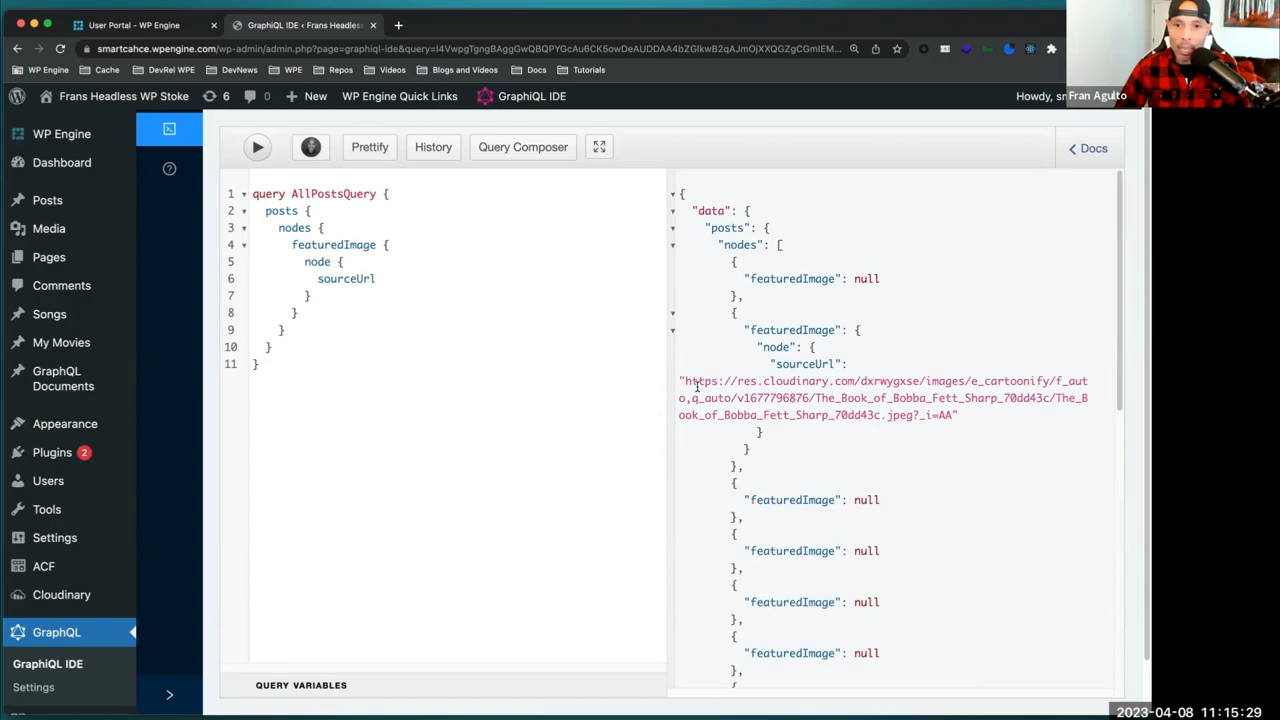 User Portal - WP Engine
GraphiQL IDE ‹ Frans Headless
smartcahce.wpengine.com/wp-admin/admin.php?page=graphiql-ide&query=
WP Engine
Cache
DevRel WPE
DevNews
WPE
Repos
Videos
Blogs and Videos
Docs
Tutorials
Frans Headless WP Stoke
6
0
New
WP Engine Quick Links
GraphiQL IDE
Howdy,
Fran Agulto
WP Engine
Dashboard
Posts
Media
Pages
Comments
Songs
My Movies
GraphQL
Documents
Appearance
Plugins 2
Users
Tools
Settings
ACF
Cloudinary
GraphQL
GraphiQL IDE
Settings
Prettify
History
Query Composer
Docs
1 query AllPostsQuery {
2 posts {
3 nodes {
4 featuredImage {
5 node {
6 sourceUrl
7 }
8 }
9 }
10 }
11 }
QUERY VARIABLES
{
"data": {
"posts": {
"nodes": [
{
"featuredImage": null
},
{
"featuredImage": {
"node": {
"sourceUrl":
"https://res.cloudinary.com/dxrwygxse/images/e_cartoonify/f_aut
o,q_auto/v1677796876/The_Book_of_Bobba_Fett_Sharp_70dd43c/The_B
ook_of_Bobba_Fett_Sharp_70dd43c.jpeg?_i=AA"
}
}
},
{
"featuredImage": null
},
{
"featuredImage": null
},
{
"featuredImage": null
},
{
"featuredImage": null
},
{
2023-04-08 11:15:29